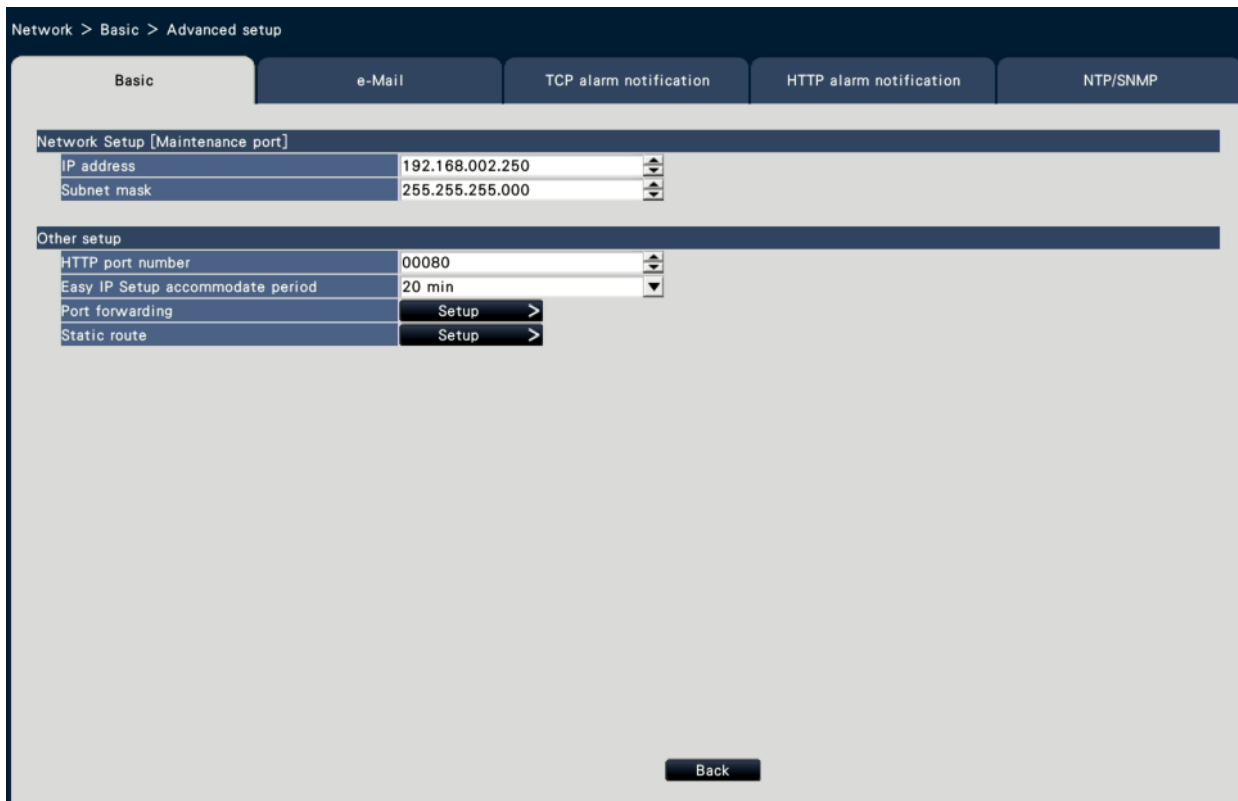 Network > Basic > Advanced setup
Basic e-Mail TCP alarm notification HTTP alarm notification NTP/SNMP
Network Setup [Maintenance port]
IP address 192.168.002.250
Subnet mask 255.255.255.000
Other setup
HTTP port number 00080
Easy IP Setup accommodate period 20 min
Port forwarding Setup >
Static route Setup >
Back